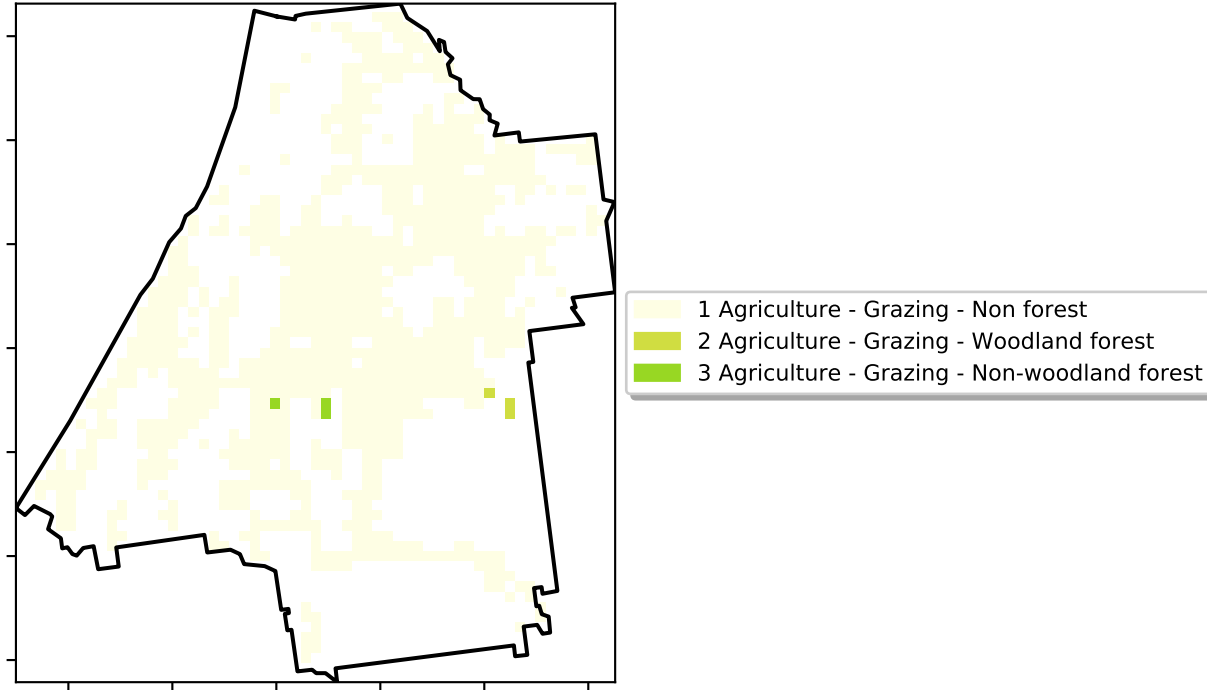 1 Agriculture - Grazing - Non forest
2 Agriculture - Grazing - Woodland forest
3 Agriculture - Grazing - Non-woodland forest